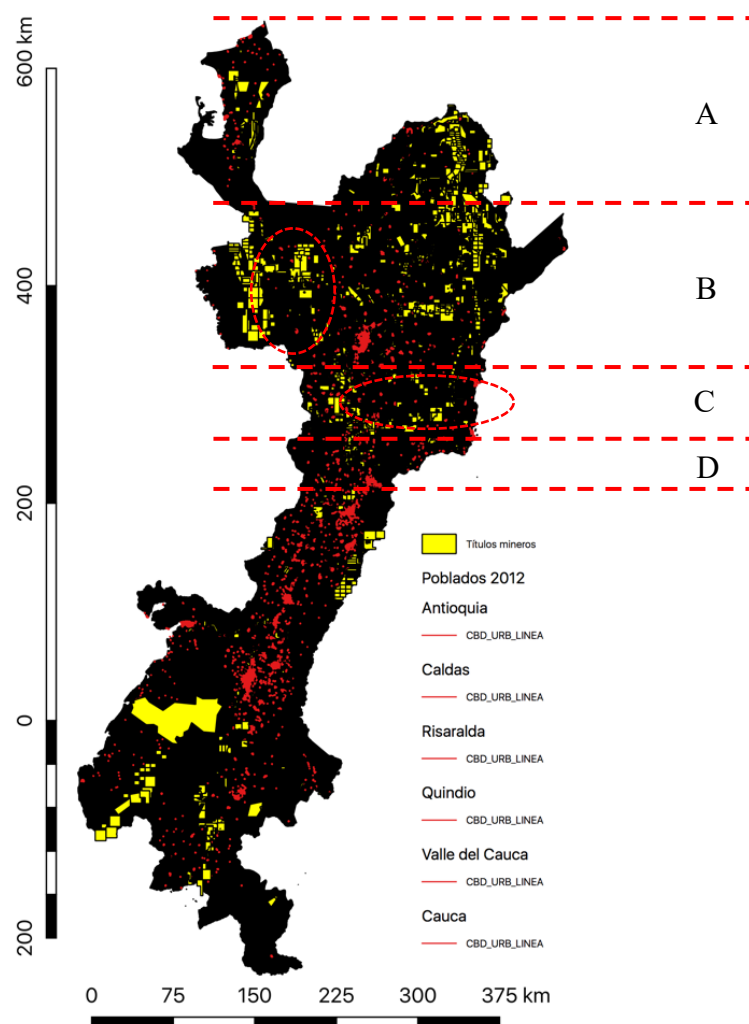 600 km
400
200
0
200
A
B
C
D
Títulos mineros
Poblados 2012
Antioquia
CBD_URB_LINEA
Caldas
CBD_URB_LINEA
Risaralda
CBD_URB_LINEA
Quindio
CBD_URB_LINEA
Valle del Cauca
CBD_URB_LINEA
Cauca
CBD_URB_LINEA
0 75 150 225 300 375 km